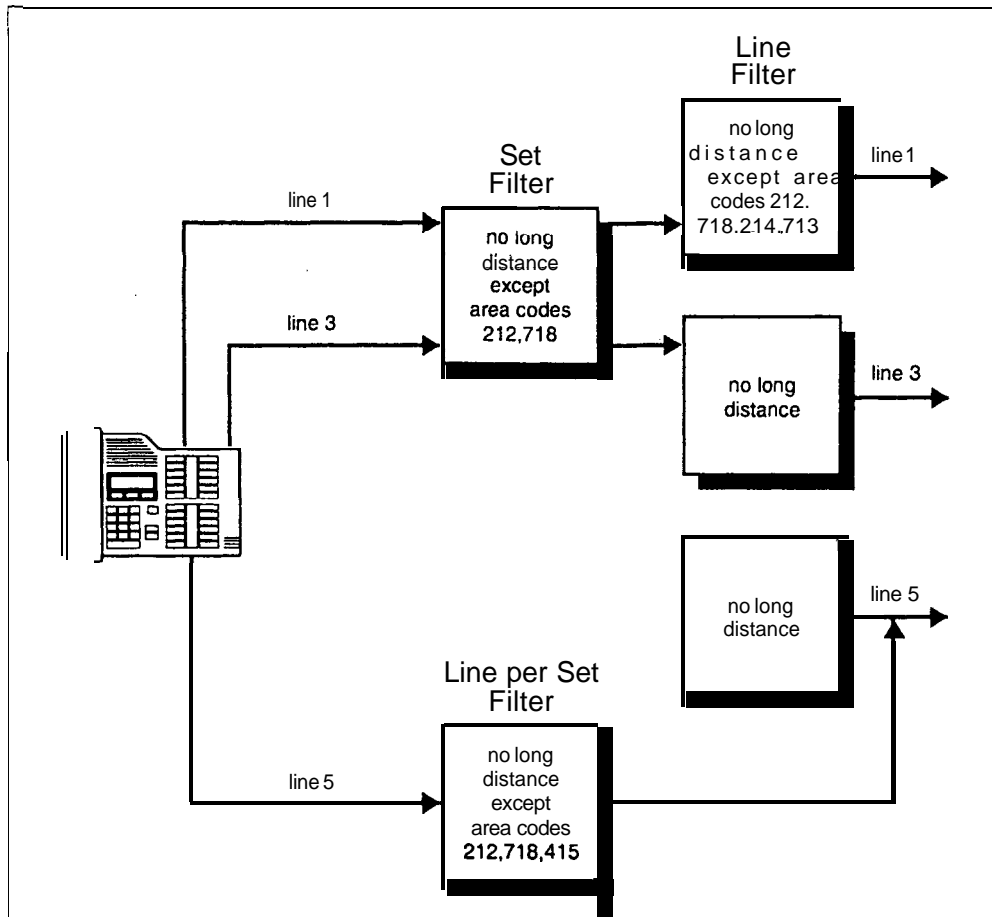 Line
Filter
no long
distance
except area
codes 212.
718.214.713
line 1
Set
Filter
line 1
no long
distance
except
area codes
212,718
line 3
no long
distance
line 3
no long
distance
line 5
Line per Set
Filter
line 5
no long
distance
except
area codes
212,718,415